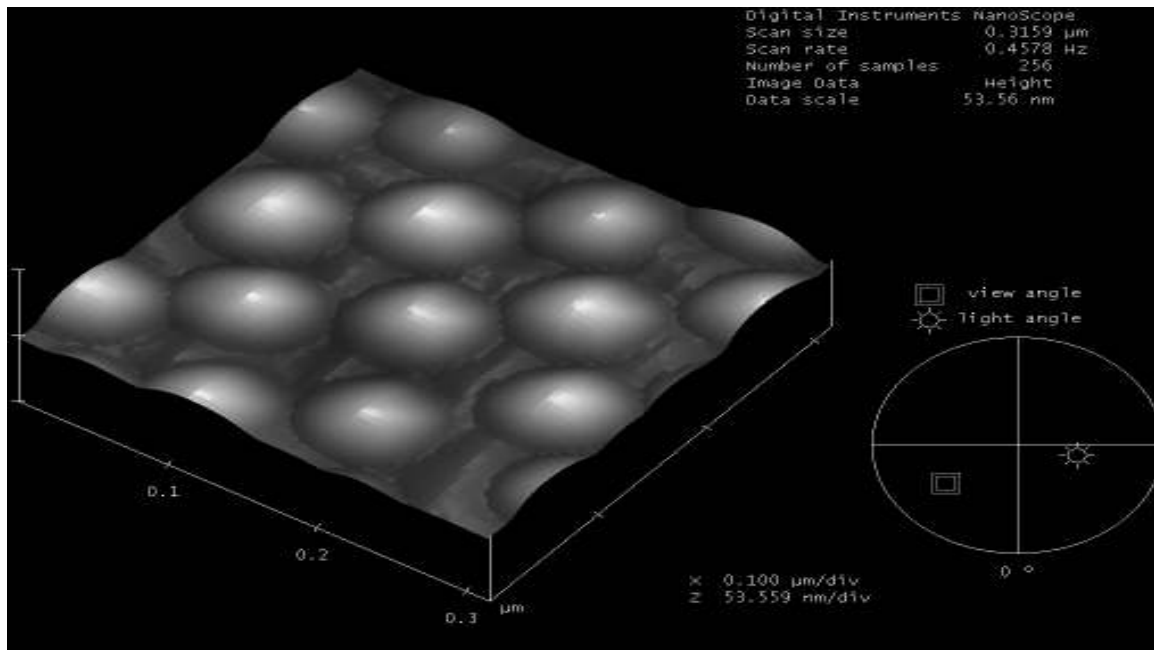 Digital Instruments NanoScope
Scan size 0.3159 µm
Scan rate 0.4578 Hz
Number of samples 256
Image Data Height
Data scale 53.56 nm
view angle
light angle
0.1
0.2
0.3
µm
X 0.100 µm/div
Z 53.559 nm/div
0 °